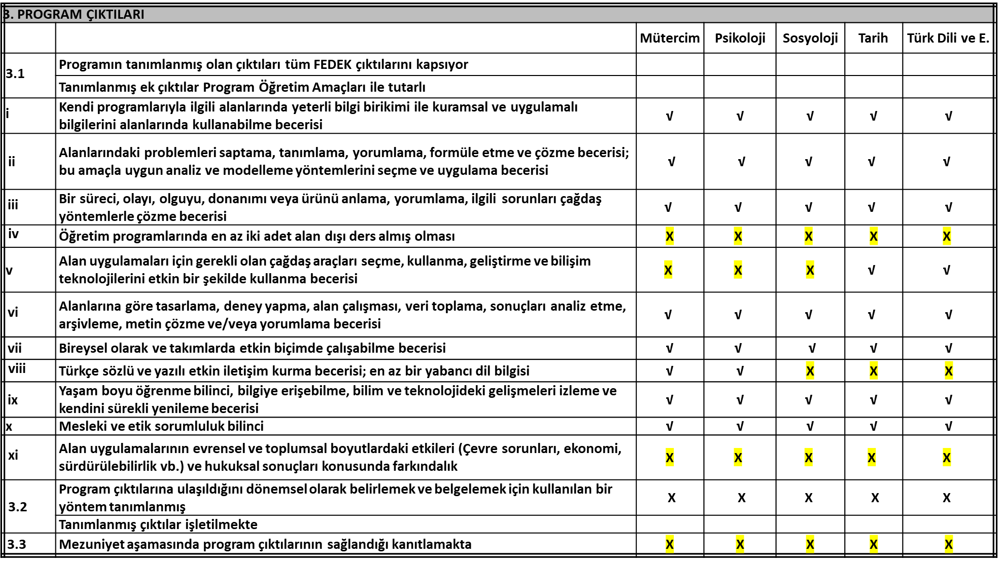 3. PROGRAM ÇIKTILARI
Mütercim Psikoloji Sosyoloji Tarih Türk Dili ve E.
3.1
Programın tanımlanmış olan çıktıları tüm FEDEK çıktılarını kapsıyor
Tanımlanmış ek çıktılar Program Öğretim Amaçları ile tutarlı
i
Kendi programlarıyla ilgili alanlarında yeterli bilgi birikimi ile kuramsal ve uygulamalı
bilgilerini alanlarında kullanabilme becerisi
√ √ √ √ √
ii
Alanlarındaki problemleri saptama, tanımlama, yorumlama, formüle etme ve çözme becerisi;
bu amaçla uygun analiz ve modelleme yöntemlerini seçme ve uygulama becerisi
√ √ √ √ √
iii
Bir süreci, olayı, olguyu, donanımı veya ürünü anlama, yorumlama, ilgili sorunları çağdaş
yöntemlerle çözme becerisi
√ √ √ √ √
iv
Öğretim programlarında en az iki adet alan dışı ders almış olması
X X X X X
v
Alan uygulamaları için gerekli olan çağdaş araçları seçme, kullanma, geliştirme ve bilişim
teknolojilerini etkin bir şekilde kullanma becerisi
X X X √ √
vi
Alanlarına göre tasarlama, deney yapma, alan çalışması, veri toplama, sonuçları analiz etme,
arşivleme, metin çözme ve/veya yorumlama becerisi
√ √ √ √ √
vii
Bireysel olarak ve takımlarda etkin biçimde çalışabilme becerisi
√ √ √ √ √
viii
Türkçe sözlü ve yazılı etkin iletişim kurma becerisi; en az bir yabancı dil bilgisi
√ √ X X X
ix
Yaşam boyu öğrenme bilinci, bilgiye erişebilme, bilim ve teknolojideki gelişmeleri izleme ve
kendini sürekli yenileme becerisi
√ √ √ √ √
x
Mesleki ve etik sorumluluk bilinci
√ √ √ √ √
xi
Alan uygulamalarının evrensel ve toplumsal boyutlardaki etkileri (Çevre sorunları, ekonomi,
sürdürülebilirlik vb.) ve hukuksal sonuçları konusunda farkındalık
X X X X X
3.2
Program çıktılarına ulaşıldığını dönemsel olarak belirlemek ve belgelemek için kullanılan bir
yöntem tanımlanmış
X X X X X
Tanımlanmış çıktılar işletilmekte
3.3
Mezuniyet aşamasında program çıktılarının sağlandığı kanıtlamakta
X X X X X